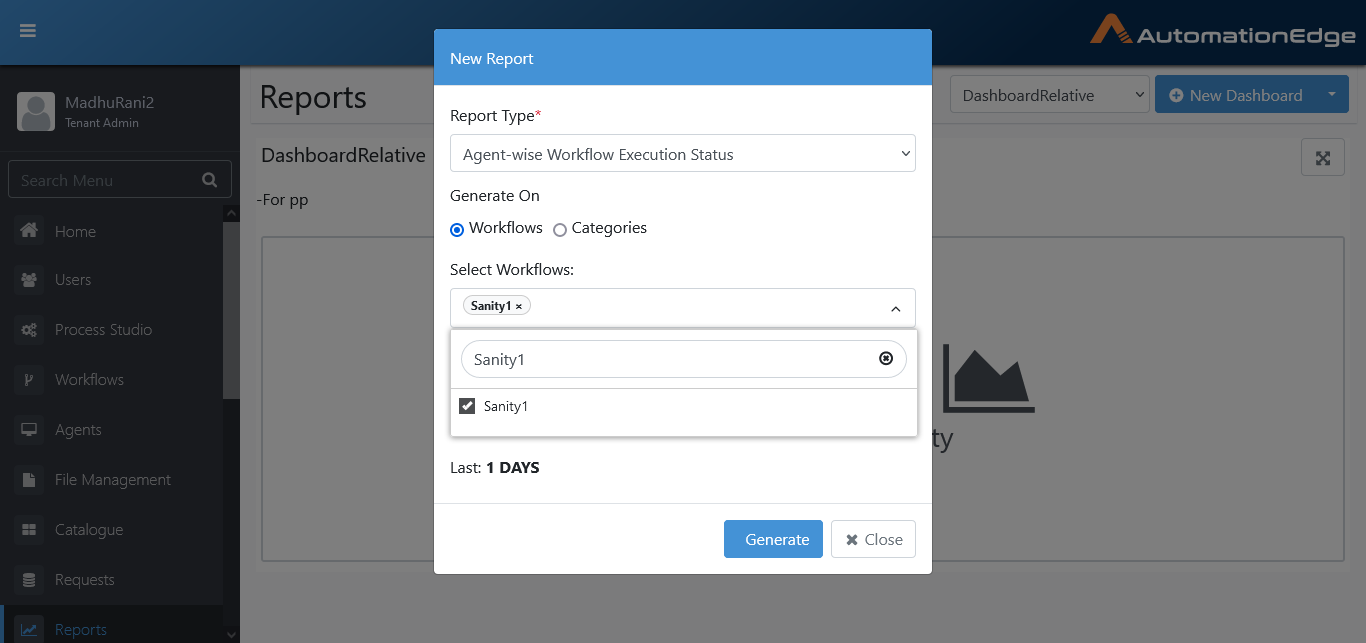 AutomationEdge
MadhuRani2
Tenant Admin
Search Menu
Home
Users
Process Studio
Workflows
Agents
File Management
Catalogue
Requests
Reports
Reports
DashboardRelative
New Dashboard
DashboardRelative
-For pp
ty
New Report
Report Type*
Agent-wise Workflow Execution Status
Generate On
Workflows Categories
Select Workflows:
Sanity1 ×
Sanity1
Sanity1
Last: 1 DAYS
Generate
Close